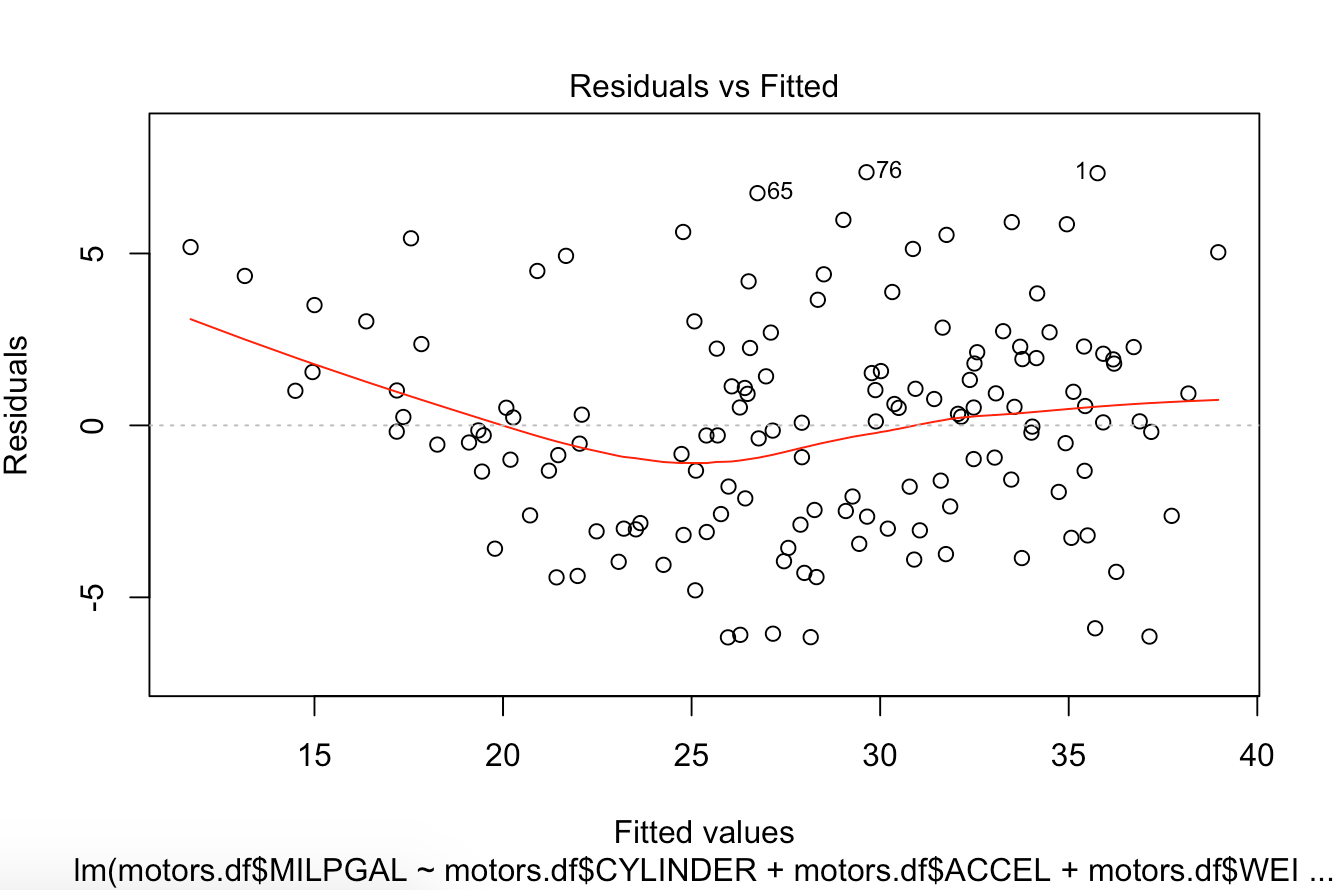 Residuals vs Fitted
76
1
65
5
0
-5
Residuals
15 20 25 30 35 40
Fitted values
lm(motors.df$MILPGAL ~ motors.df$CYLINDER + motors.df$ACCEL + motors.df$WEI ...